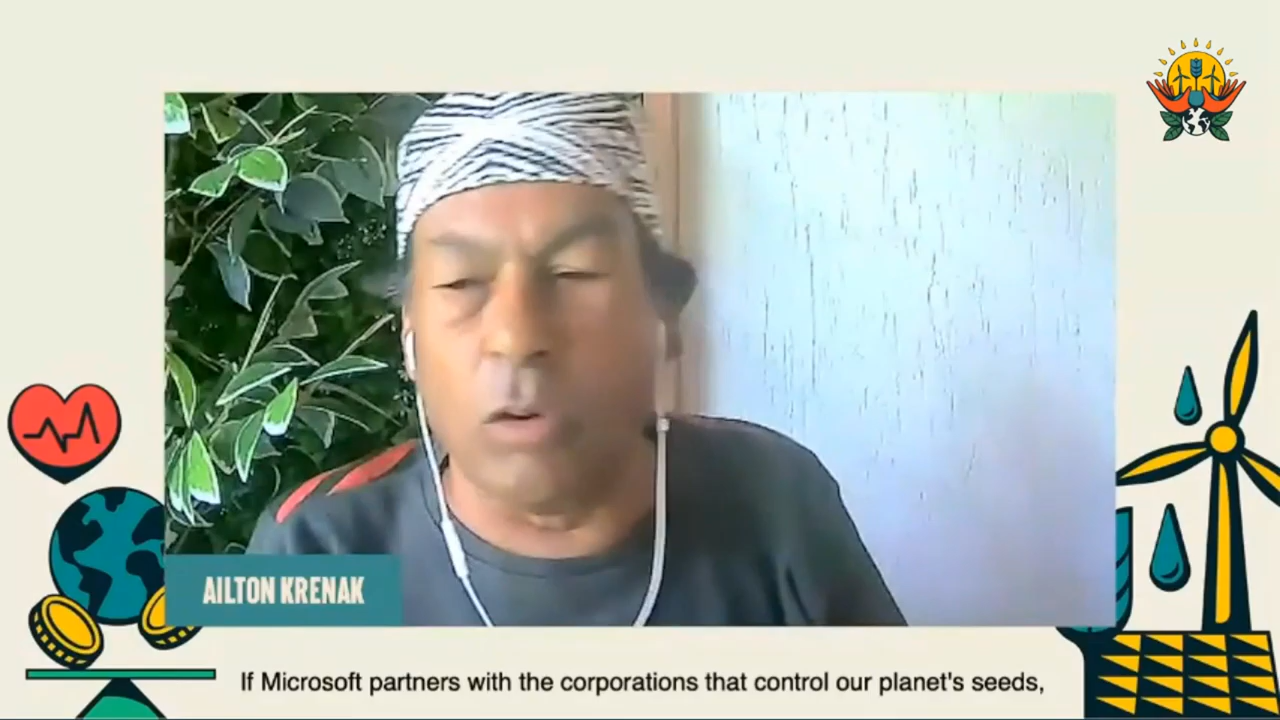 AILTON KRENAK
If Microsoft partners with the corporations that control our planet's seeds,